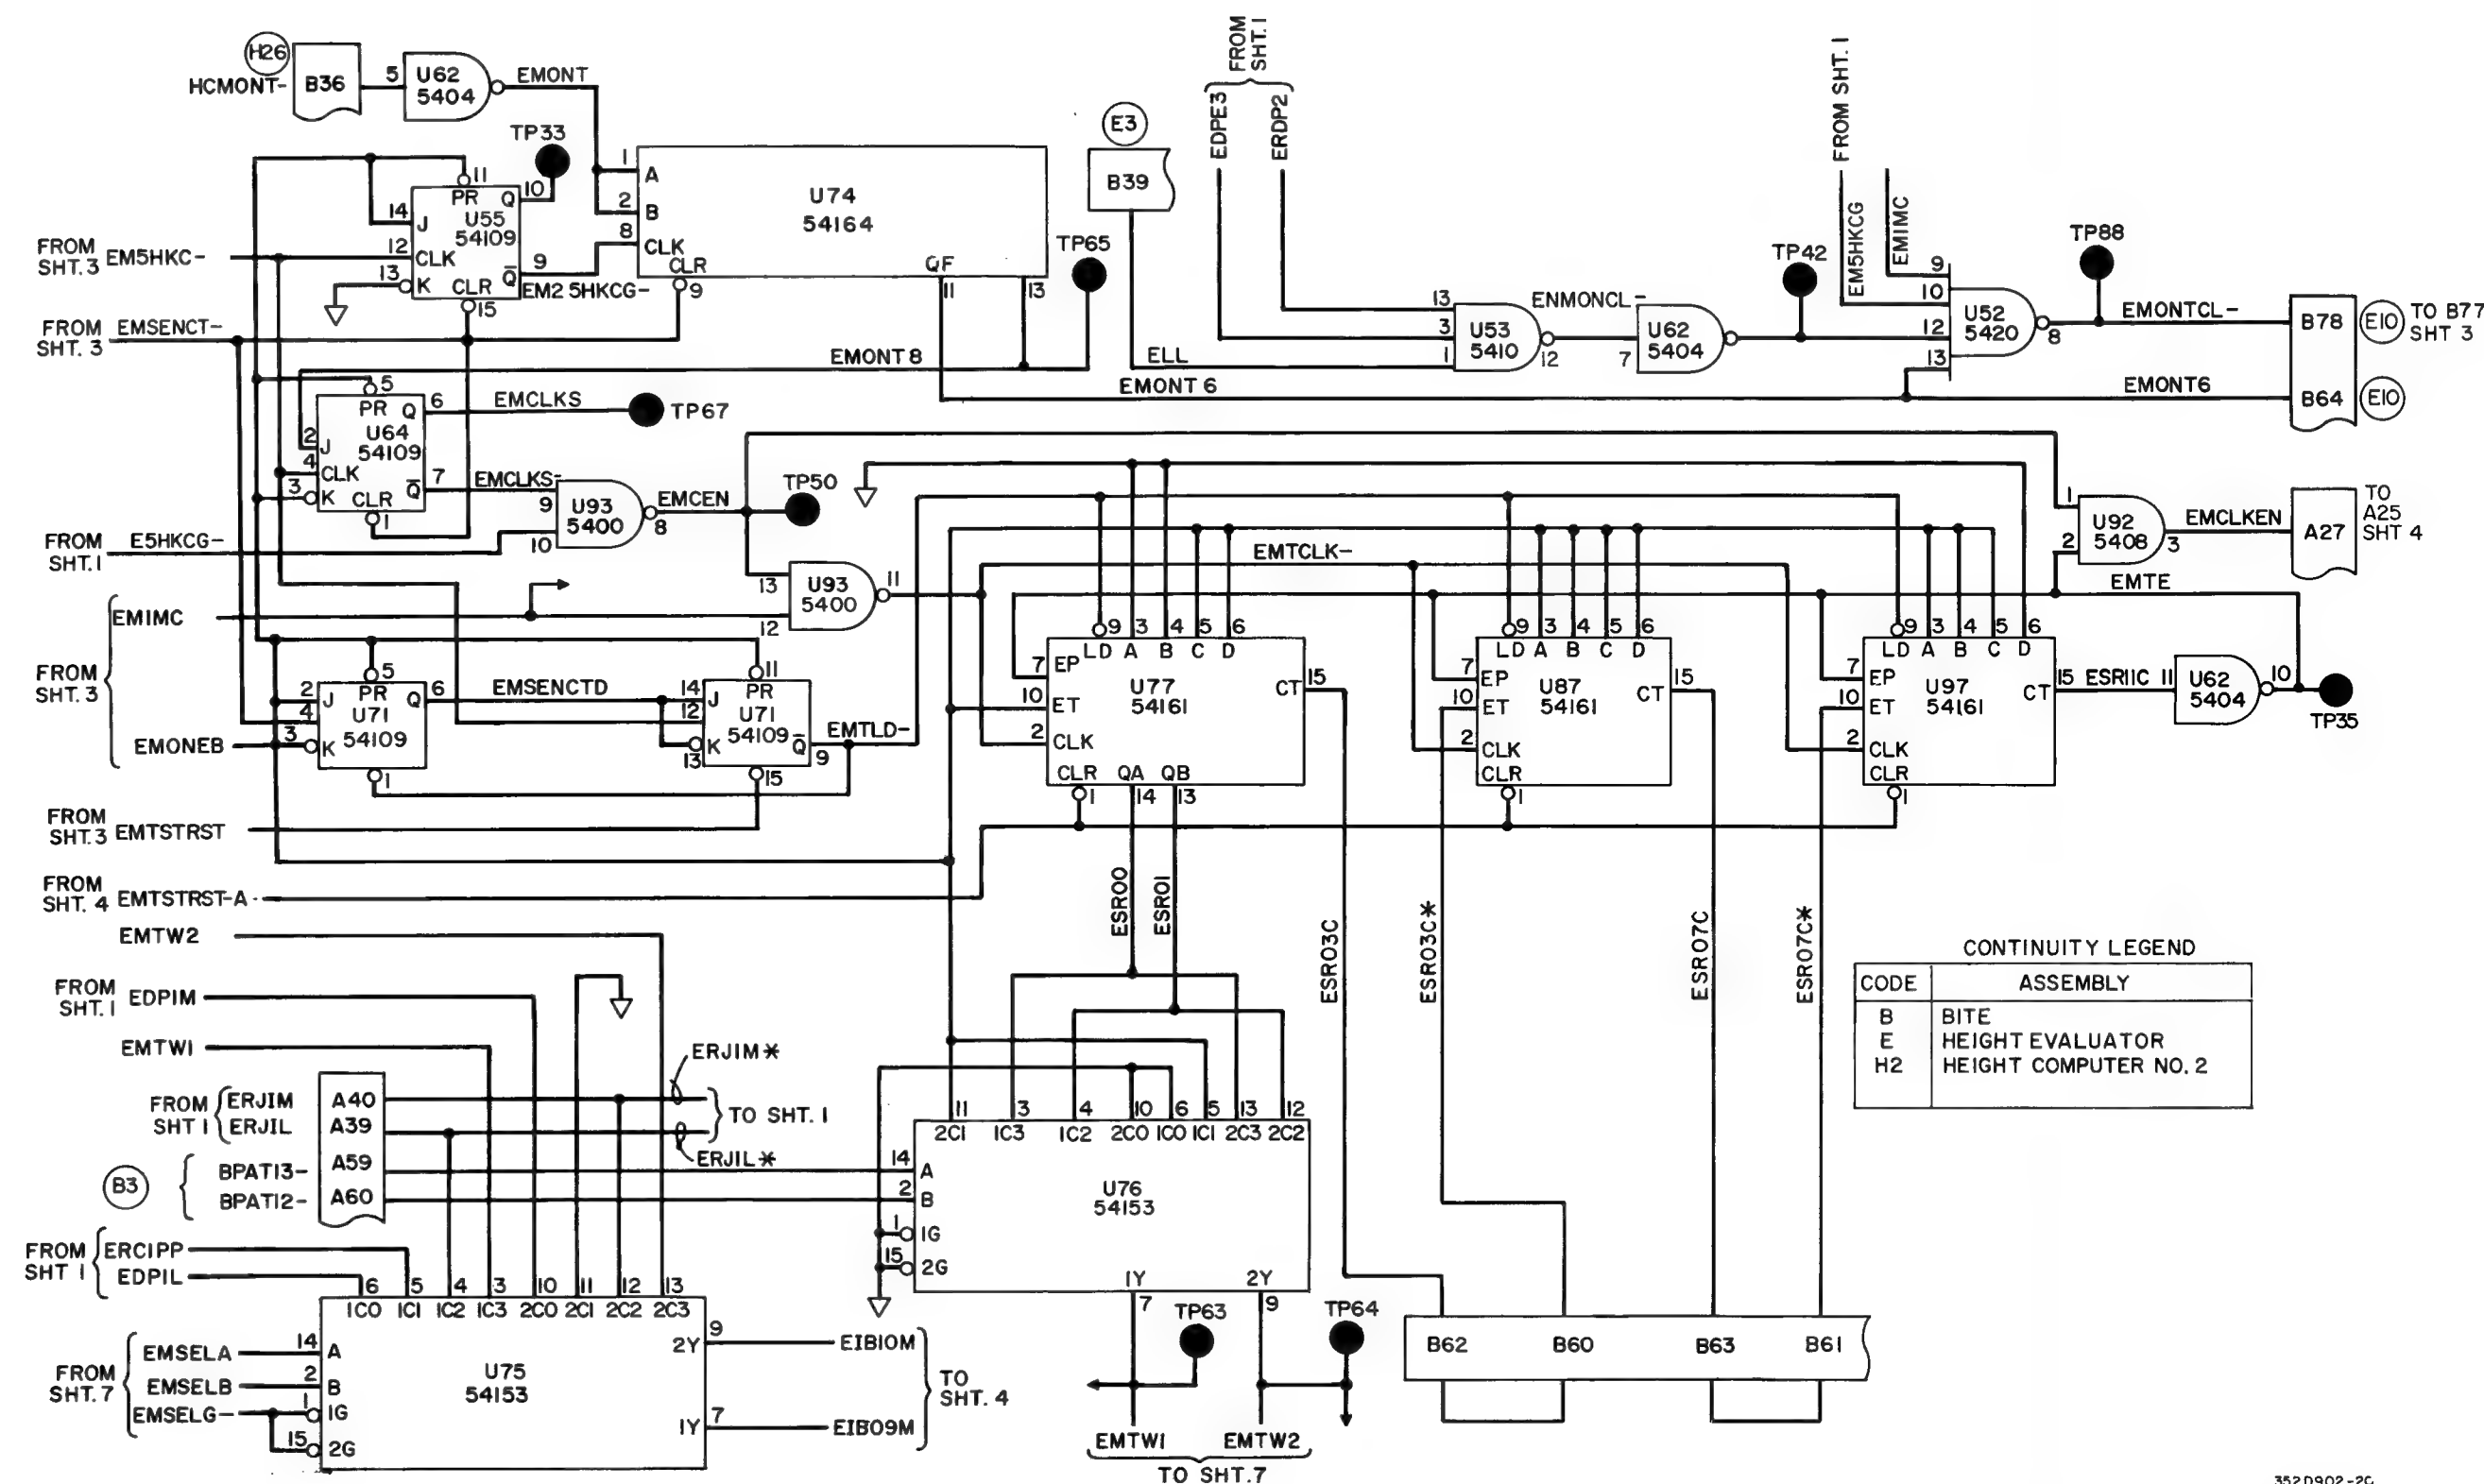 H26
HCMONT-
B36
5
U62
5404
EMONT
TP33
11
PR Q
10
14
J
U55
54109
12
CLK
13
K
CLR
Q
9
EM2 5HKCG-
15
FROM
SHT. 3
EM5HKC-
FROM
SHT. 3
EMSENCT-
1
A
2
B
8
CLK
CLR
9
U74
54164
QF
11
13
TP65
E3
B39
FROM
SHT. 1
EDPE3
ERDP2
FROM SHT. 1
EM5HKCG
EMIMC
TP42
TP88
13
3
1
U53
5410
12
ENMONCL-
7
U62
5404
9
10
12
13
U52
5420
8
EMONTCL-
B78
E10
TO B77
SHT 3
EMONT6
B64
E10
ELL
EMONT 6
EMONT 8
5
PR Q
6
EMCLKS
TP67
2
J
U64
54109
4
CLK
3
K
CLR
Q
7
1
EMCLKS-
9
10
U93
5400
8
EMCEN
TP50
FROM
SHT. 1
E5HKCG-
EMTCLK-
1
2
U92
5408
3
EMCLKEN
A27
TO
A25
SHT 4
EMTE
13
12
U93
5400
11
FROM
SHT. 3
EMIMC
EMONEB
5
PR
Q
6
2
J
4
U71
54109
3
K
1
EMSENCTD
11
PR
14
J
12
U71
54109
13
K
Q
9
15
EMTLD-
FROM
SHT. 3
EMTSTRST
FROM
SHT. 4
EMTSTRST-A
9 3 4 5 6
LD A B C D
7
EP
10
ET
2
CLK
U77
54161
CT
15
CLR QA QB
1
14
13
9 3 4 5 6
LD A B C D
7
EP
10
ET
2
CLK
CLR
U87
54161
CT
15
1
9 3 4 5 6
LD A B C D
7
EP
10
ET
2
CLK
CLR
U97
54161
CT
15
ESR11C
11
U62
5404
10
TP35
1
ESR00
ESR01
ESR03C
ESR03C*
ESR07C
ESR07C*
CONTINUITY LEGEND
CODE ASSEMBLY
B BITE
E HEIGHT EVALUATOR
H2 HEIGHT COMPUTER NO. 2
EMTW2
FROM
SHT. 1
EDPIM
EMTW1
FROM
SHT 1
ERJIM
ERJIL
A40
A39
A59
A60
ERJIM*
TO SHT. 1
ERJIL*
B3
BPAT13-
BPAT12-
FROM
SHT 1
ERCIPP
EDPIL
6 5 4 3 10 11 12 13
1C0 1C1 1C2 1C3 2C0 2C1 2C2 2C3
FROM
SHT. 7
EMSELA
EMSELB
EMSELG-
14
A
2
B
1
1G
15
2G
U75
54153
2Y
9
1Y
7
EIB10M
EIB09M
TO
SHT. 4
11 3 4 10 6 5 13 12
2C1 1C3 1C2 2C0 1C0 1C1 2C3 2C2
14
A
2
B
1
1G
15
2G
U76
54153
1Y
2Y
7
9
TP63
TP64
EMTW1
EMTW2
TO SHT. 7
B62
B60
B63
B61
352D902-2C